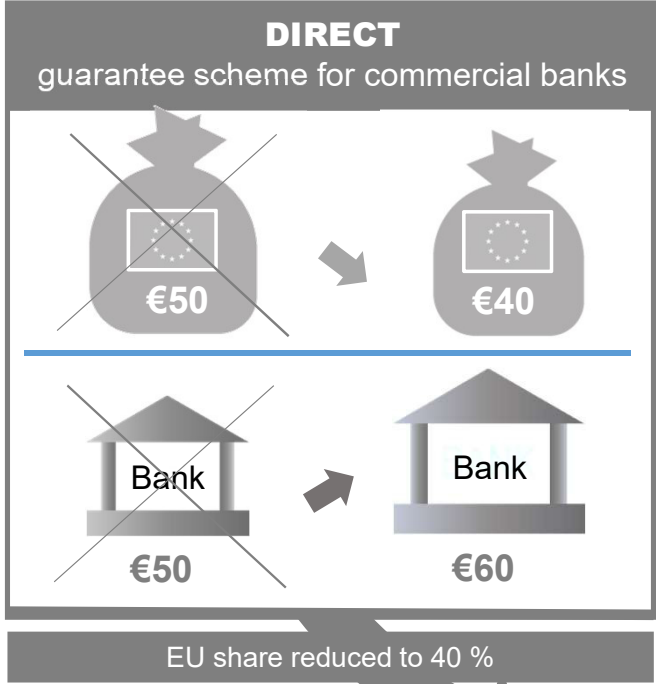 DIRECT
guarantee scheme for commercial banks
€50
€40
Bank
Bank
€50
€60
EU share reduced to 40 %